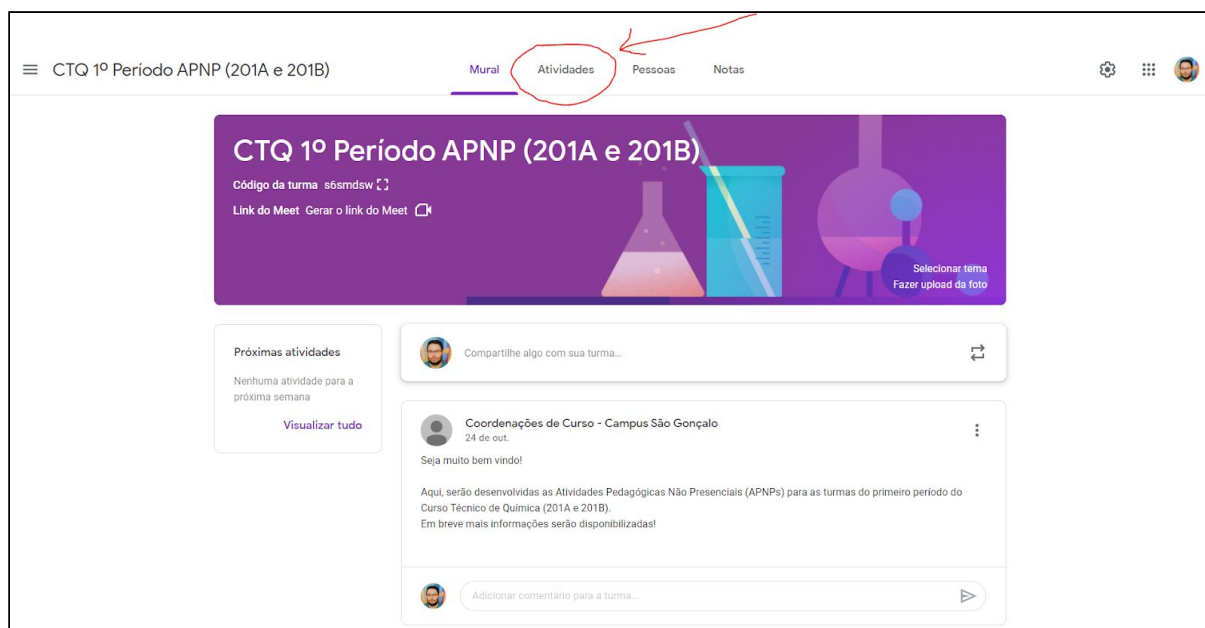 CTQ 1º Período APNP (201A e 201B)
Mural
Atividades
Pessoas
Notas
CTQ 1º Período APNP (201A e 201B)
Código da turma s6smdsw
Link do Meet Gerar o link do Meet
Selecionar tema
Fazer upload da foto
Próximas atividades
Nenhuma atividade para a
próxima semana
Visualizar tudo
Compartilhe algo com sua turma...
Coordenações de Curso - Campus São Gonçalo
24 de out.
Seja muito bem vindo!
Aqui, serão desenvolvidas as Atividades Pedagógicas Não Presenciais (APNPs) para as turmas do primeiro período do
Curso Técnico de Química (201A e 201B).
Em breve mais informações serão disponibilizadas!
Adicionar comentário para a turma...